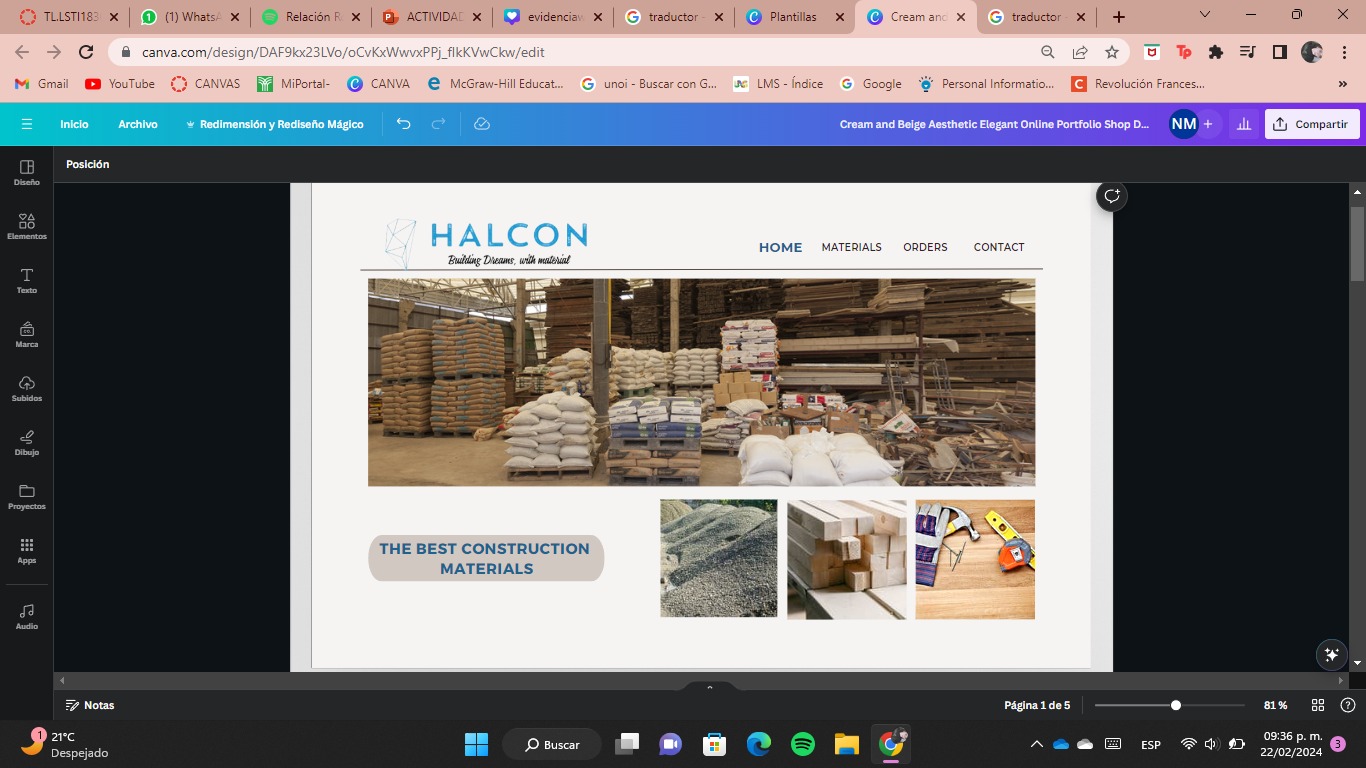 TL.LSTI183
(1) WhatsA
Relación R
ACTIVIDAD
evidenciaw
traductor -
Plantillas
Cream and
traductor -
canva.com/design/DAF9kx23LVo/oCvKxWwvxPPj_flkKVwCkw/edit
Gmail
YouTube
CANVAS
MiPortal-
CANVA
McGraw-Hill Educat...
unoi - Buscar con G...
LMS - Índice
Google
Personal Informatio...
Revolución Frances...
»
Inicio
Archivo
Redimensión y Rediseño Mágico
Cream and Beige Aesthetic Elegant Online Portfolio Shop D...
NM
+
Compartir
Posición
Diseño
Elementos
Texto
Marca
Subidos
Dibujo
Proyectos
Apps
Audio
HALCON
Building Dreams, with material
HOME
MATERIALS
ORDERS
CONTACT
THE BEST CONSTRUCTION
MATERIALS
Notas
Página 1 de 5
81 %
1
21°C
Despejado
Buscar
ESP
09:36 p. m.
22/02/2024
3